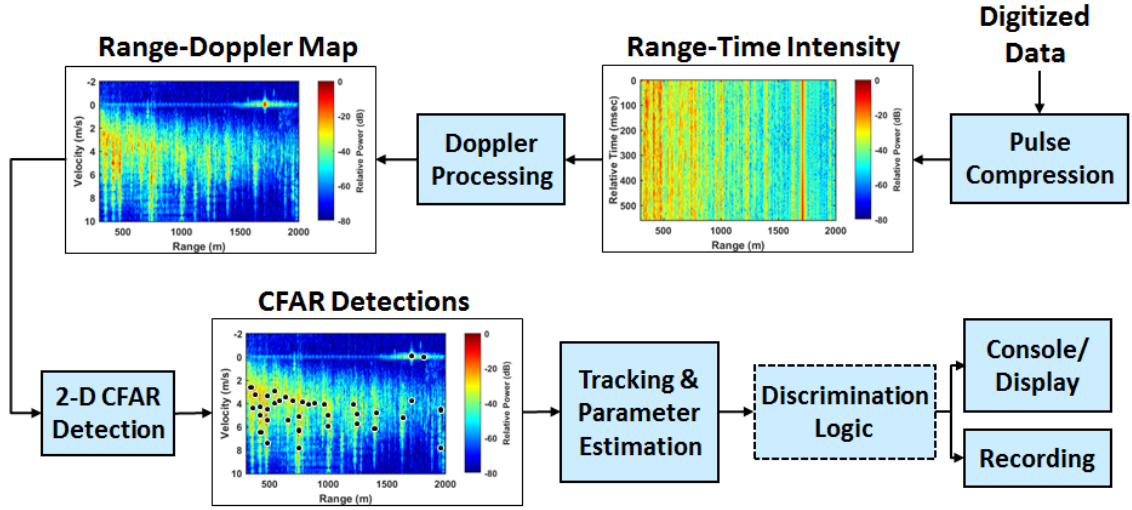 Digitized
Data
Pulse
Compression
Range-Time Intensity
0
100
200
300
400
500
Relative Time (msec)
500
1000
1500
2000
Range (m)
0
-20
-40
-60
-80
Relative Power (dB)
Doppler
Processing
Range-Doppler Map
-2
0
2
4
6
8
10
Velocity (m/s)
500
1000
1500
2000
Range (m)
0
-20
-40
-60
-80
Relative Power (dB)
2-D CFAR
Detection
CFAR Detections
-2
0
2
4
6
8
10
Velocity (m/s)
500
1000
1500
2000
Range (m)
0
-20
-40
-60
-80
Relative Power (dB)
Tracking &
Parameter
Estimation
Discrimination
Logic
Console/
Display
Recording